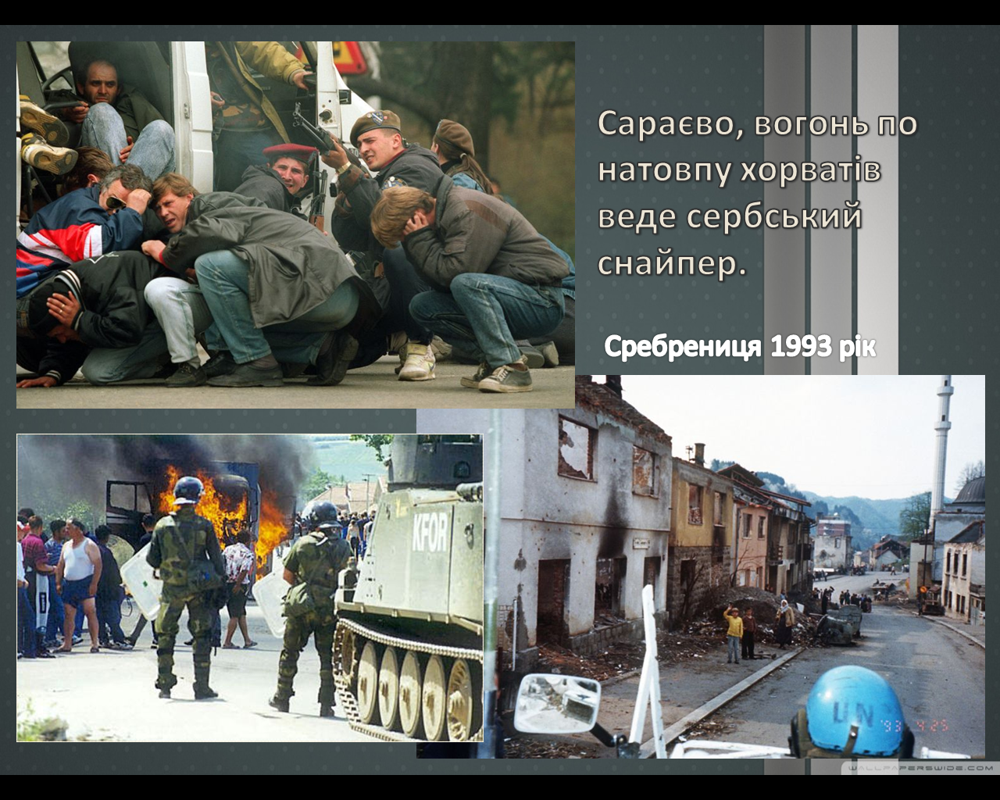 Сараєво, вогонь по
натовпу хорватів
веде сербський
снайпер.
Сребрениця 1993 рік
KFOR
UN
'93 4 25
WALLPAPERSWIDE.COM